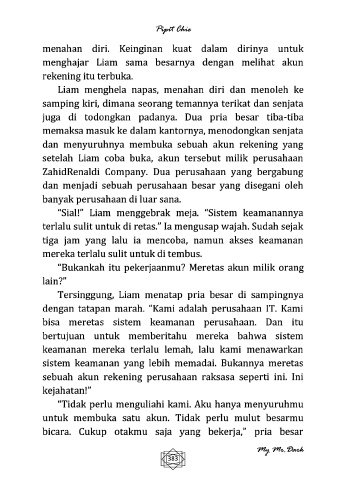 Pipit Chie
menahan diri. Keinginan kuat dalam dirinya untuk
menghajar Liam sama besarnya dengan melihat akun
rekening itu terbuka.
Liam menghela napas, menahan diri dan menoleh ke
samping kiri, dimana seorang temannya terikat dan senjata
juga di todongkan padanya. Dua pria besar tiba-tiba
memaksa masuk ke dalam kantornya, menodongkan senjata
dan menyuruhnya membuka sebuah akun rekening yang
setelah Liam coba buka, akun tersebut milik perusahaan
ZahidRenaldi Company. Dua perusahaan yang bergabung
dan menjadi sebuah perusahaan besar yang disegani oleh
banyak perusahaan di luar sana.
“Sial!” Liam menggebrak meja. “Sistem keamanannya
terlalu sulit untuk di retas.” Ia mengusap wajah. Sudah sejak
tiga jam yang lalu ia mencoba, namun akses keamanan
mereka terlalu sulit untuk di tembus.
“Bukankah itu pekerjaanmu? Meretas akun milik orang
lain?”
Tersinggung, Liam menatap pria besar di sampingnya
dengan tatapan marah. “Kami adalah perusahaan IT. Kami
bisa meretas sistem keamanan perusahaan. Dan itu
bertujuan untuk memberitahu mereka bahwa sistem
keamanan mereka terlalu lemah, lalu kami menawarkan
sistem keamanan yang lebih memadai. Bukannya meretas
sebuah akun rekening perusahaan raksasa seperti ini. Ini
kejahatan!”
“Tidak perlu menguliahi kami. Aku hanya menyuruhmu
untuk membuka satu akun. Tidak perlu mulut besarmu
bicara. Cukup otakmu saja yang bekerja,” pria besar
383
My Mr. Dark